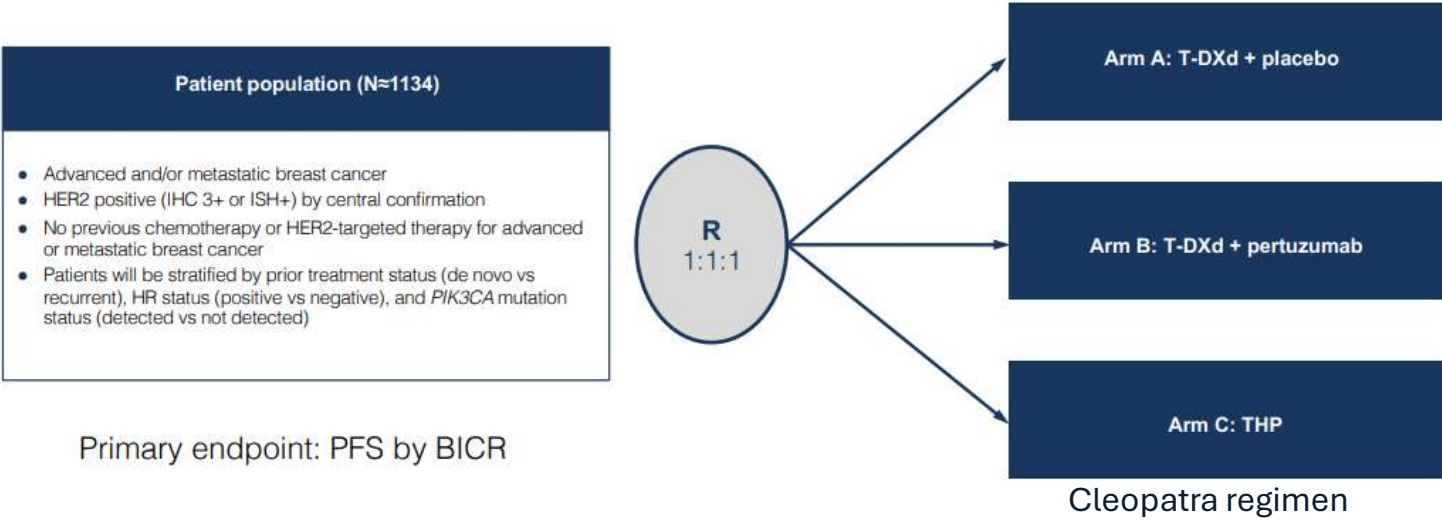 Patient population (N≈1134)
● Advanced and/or metastatic breast cancer
● HER2 positive (IHC 3+ or ISH+) by central confirmation
● No previous chemotherapy or HER2-targeted therapy for advanced
or metastatic breast cancer
● Patients will be stratified by prior treatment status (de novo vs
recurrent), HR status (positive vs negative), and PIK3CA mutation
status (detected vs not detected)
Primary endpoint: PFS by BICR
R
1:1:1
Arm A: T-DXd + placebo
Arm B: T-DXd + pertuzumab
Arm C: THP
Cleopatra regimen